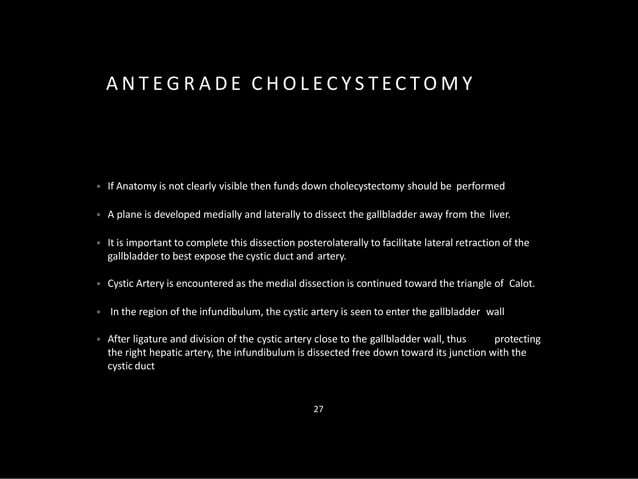 ANTEGRADE CHOLECYSTECTOMY
• If Anatomy is not clearly visible then funds down cholecystectomy should be performed
• A plane is developed medially and laterally to dissect the gallbladder away from the liver.
• It is important to complete this dissection posterolaterally to facilitate lateral retraction of the
gallbladder to best expose the cystic duct and artery.
• Cystic Artery is encountered as the medial dissection is continued toward the triangle of Calot.
• In the region of the infundibulum, the cystic artery is seen to enter the gallbladder wall
• After ligature and division of the cystic artery close to the gallbladder wall, thus protecting
the right hepatic artery, the infundibulum is dissected free down toward its junction with the
cystic duct
27